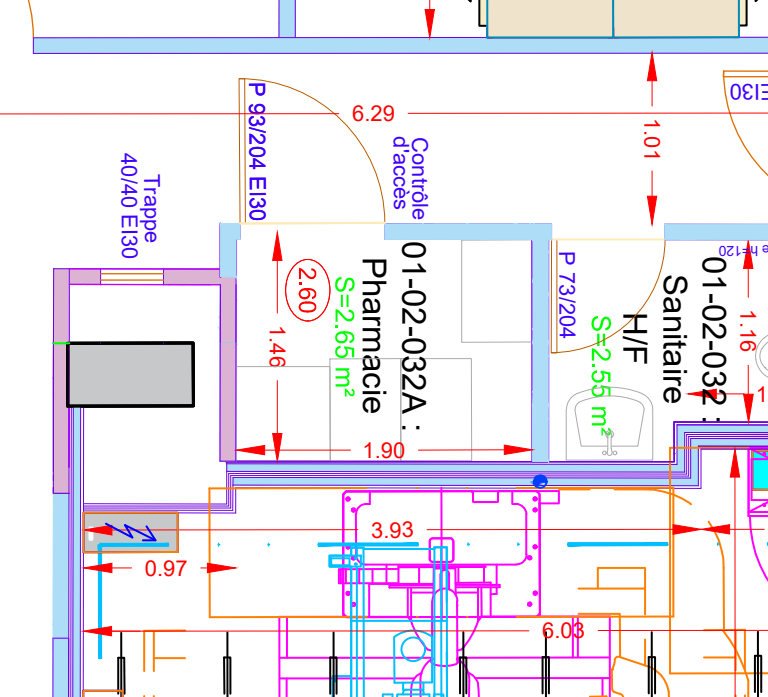 6.29
1.01
EI30
P 93/204 EI30
Contrôle
d'accès
Trappe
40/40 EI30
2.60
S=2.65 m²
Pharmacie
01-02-032A :
1.46
1.90
P 73/204
S=2.55 m²
H/F
Sanitaire
01-02-032 :
h=120
1.16
1
3.93
0.97
6.03